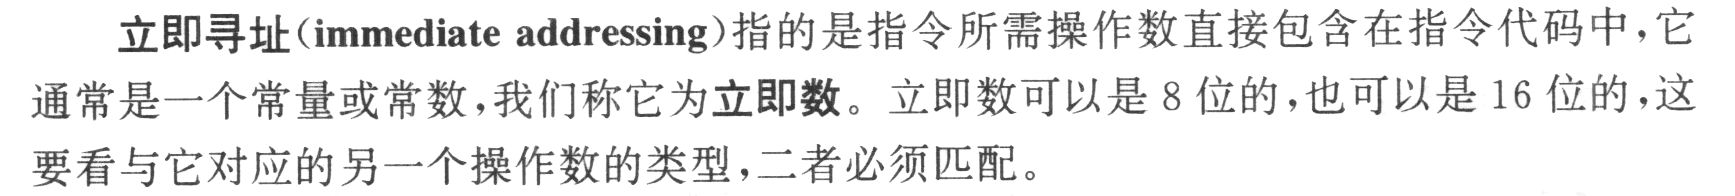 立即寻址(immediate addressing)指的是指令所需操作数直接包含在指令代码中,它
通常是一个常量或常数,我们称它为立即数。立即数可以是 8 位的,也可以是 16 位的,这
要看与它对应的另一个操作数的类型,二者必须匹配。